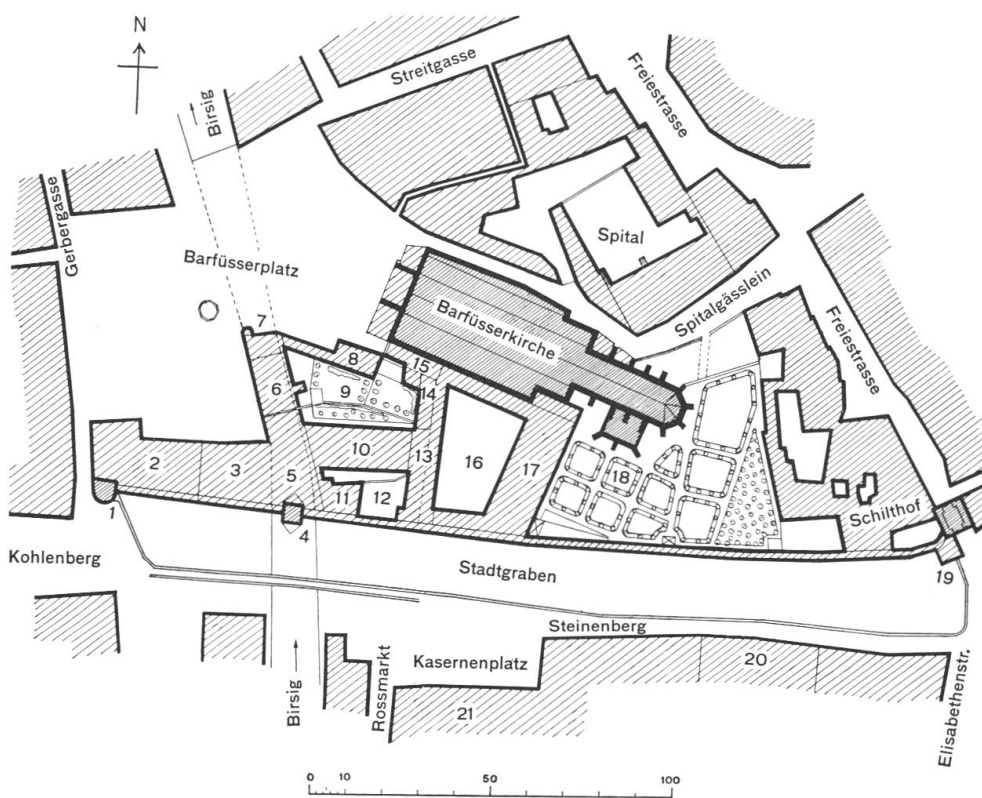 N
Streitgasse
Freiestrasse
Birsig
Gerbergasse
Spital
Barfüsserplatz
Spitalgässlein
Barfüsserkirche
Freiestrasse
7
8
15
6
9
14
2
3
10
13
16
17
18
5
11
12
Schilthof
1
4
19
Kohlenberg
Stadtgraben
Steinenberg
Kasernenplatz
20
Birsig
Rossmarkt
21
Elisabethenstr.
0 10 50 100